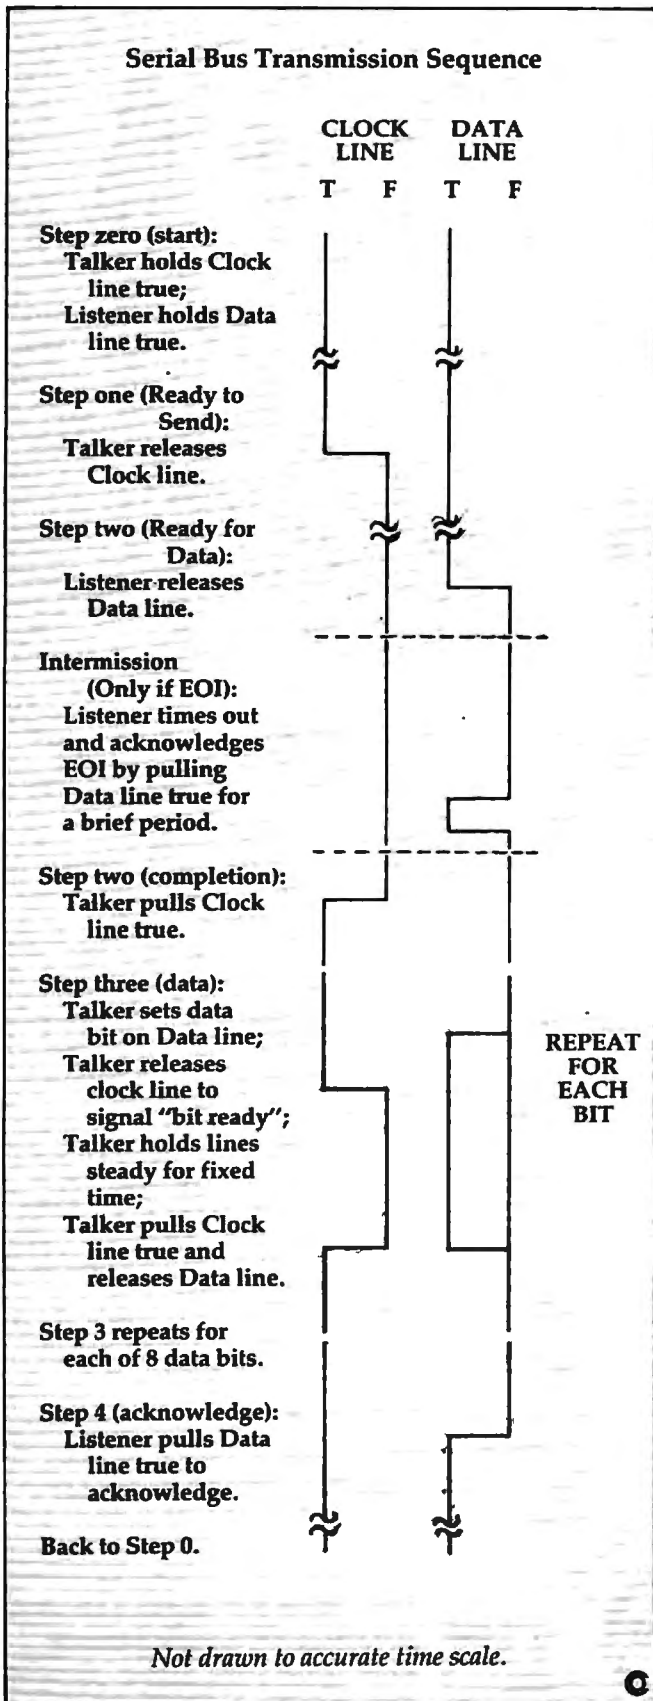 Serial Bus Transmission Sequence
CLOCK LINE DATA LINE
T F T F
Step zero (start):
Talker holds Clock
line true;
Listener holds Data
line true.
Step one (Ready to
Send):
Talker releases
Clock line.
Step two (Ready for
Data):
Listener releases
Data line.
Intermission
(Only if EOI):
Listener times out
and acknowledges
EOI by pulling
Data line true for
a brief period.
Step two (completion):
Talker pulls Clock
line true.
Step three (data):
Talker sets data
bit on Data line;
Talker releases
clock line to
signal "bit ready";
Talker holds lines
steady for fixed
time;
Talker pulls Clock
line true and
releases Data line.
REPEAT
FOR
EACH
BIT
Step 3 repeats for
each of 8 data bits.
Step 4 (acknowledge):
Listener pulls Data
line true to
acknowledge.
Back to Step 0.
Not drawn to accurate time scale.